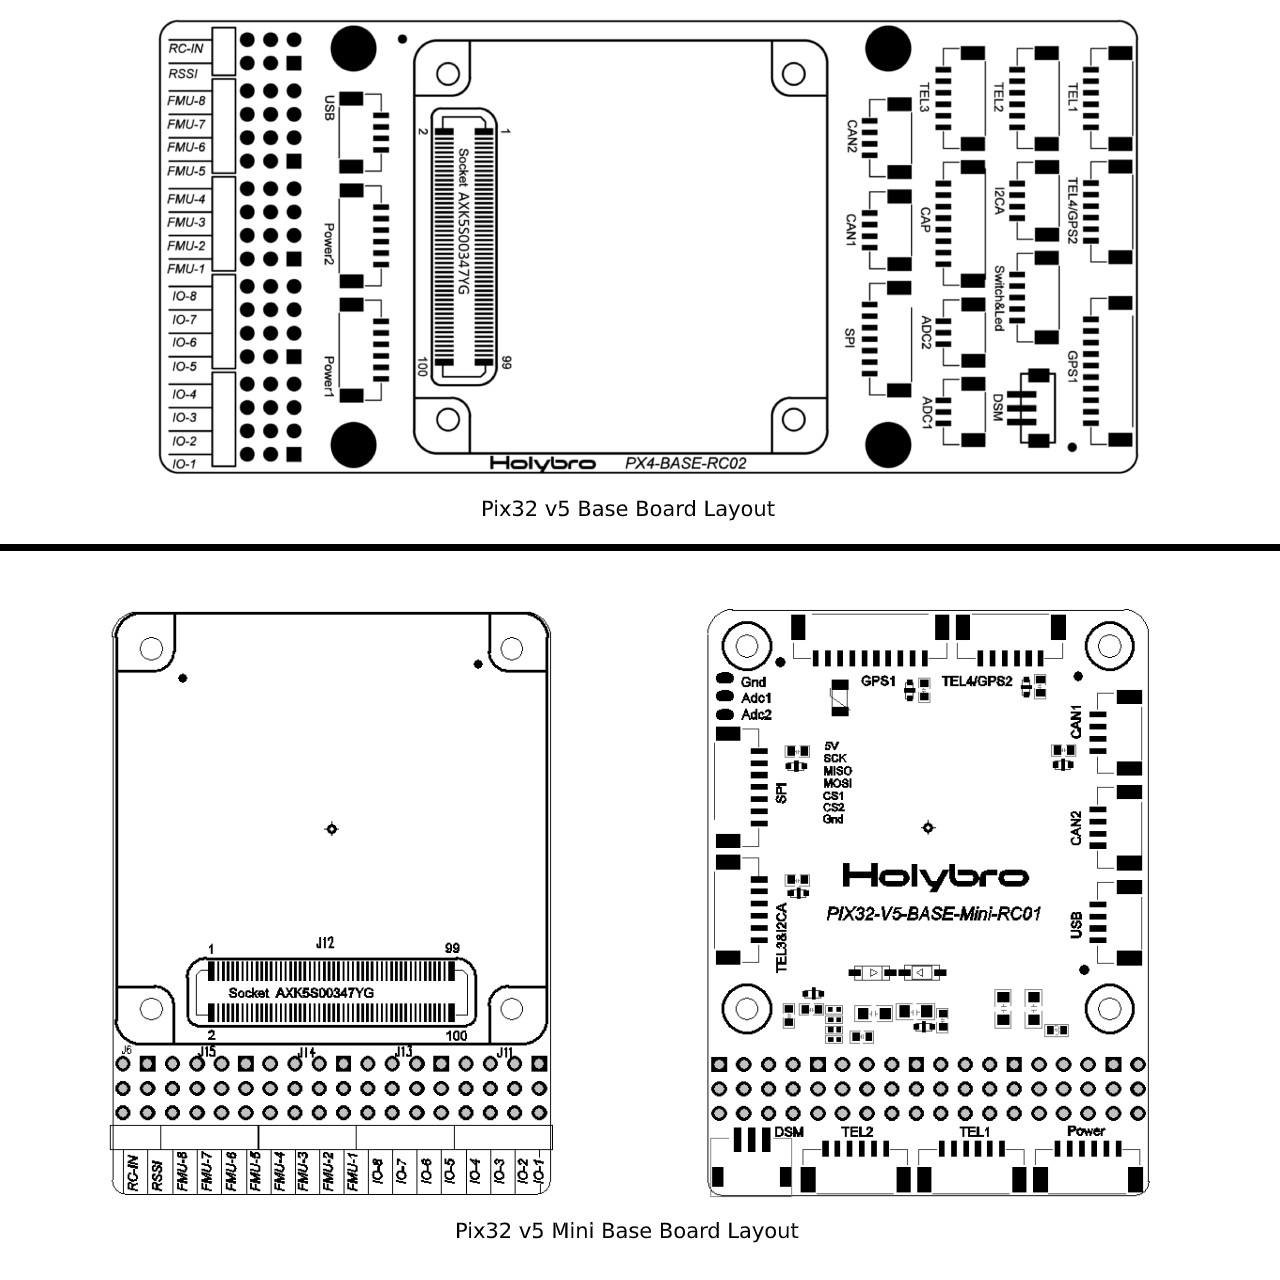 RC-IN
RSSI
FMU-8
FMU-7
FMU-6
FMU-5
FMU-4
FMU-3
FMU-2
FMU-1
IO-8
IO-7
IO-6
IO-5
IO-4
IO-3
IO-2
IO-1
USB
Power2
Power1
2
1
Socket AXK5S00347YG
100
99
CAN2
CAN1
SPI
TEL3
CAP
ADC2
ADC1
TEL2
I2CA
Switch&Led
DSM
TEL1
TEL4/GPS2
GPS1
Holybro PX4-BASE-RC02
Pix32 v5 Base Board Layout
J12
1 99
Socket AXK5S00347YG
2 100
J6 J15 J14 J13 J11
RC-IN
RSSI
FMU-8
FMU-7
FMU-6
FMU-5
FMU-4
FMU-3
FMU-2
FMU-1
IO-8
IO-7
IO-6
IO-5
IO-4
IO-3
IO-2
IO-1
GPS1 TEL4/GPS2
Gnd
Adc1
Adc2
CAN1
5V
SCK
MISO
MOSI
CS1
CS2
Gnd
SPI
CAN2
Holybro
PIX32-V5-BASE-Mini-RC01
TEL3&I2CA
USB
DSM TEL2 TEL1 Power
Pix32 v5 Mini Base Board Layout